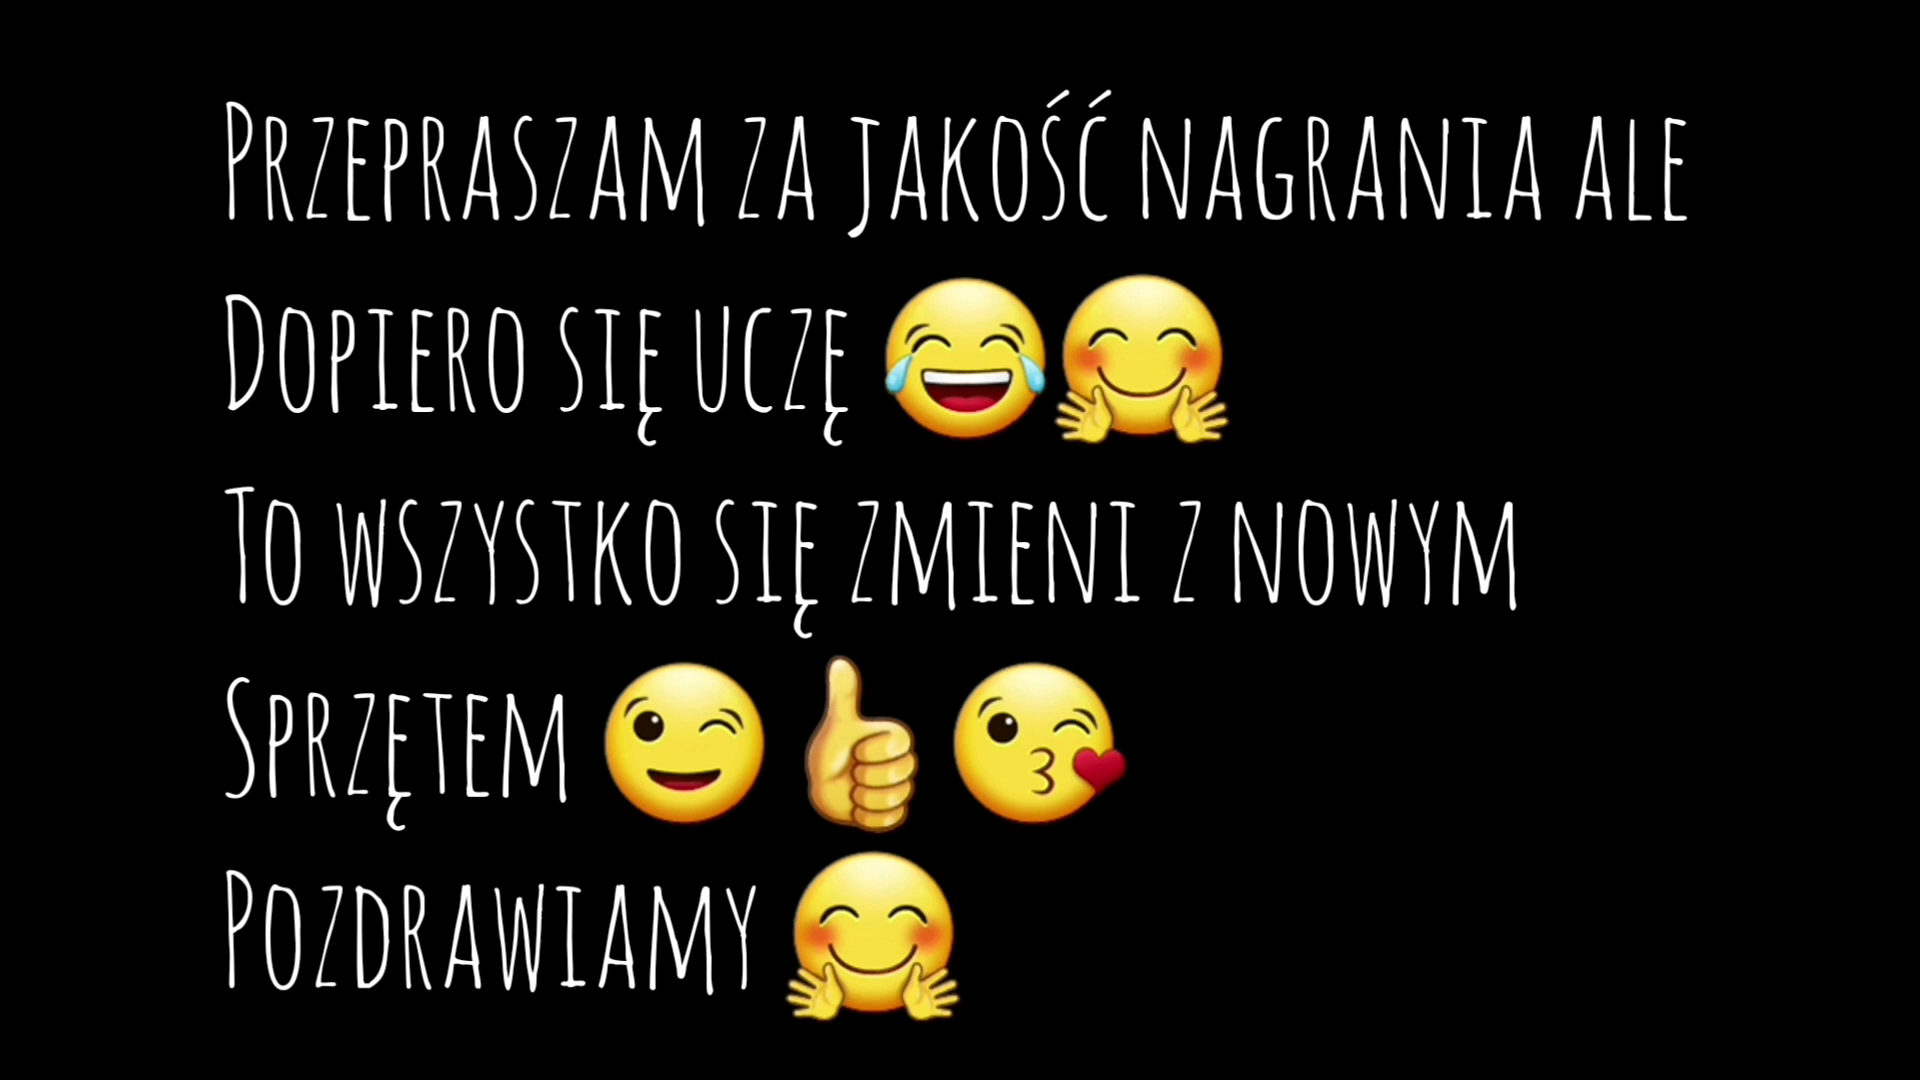 Przepraszam za jakość nagrania ale
Dopiero się uczę 😂🤗
To wszystko się zmieni z nowym
Sprzętem 😉👍😘
Pozdrawiamy 🤗